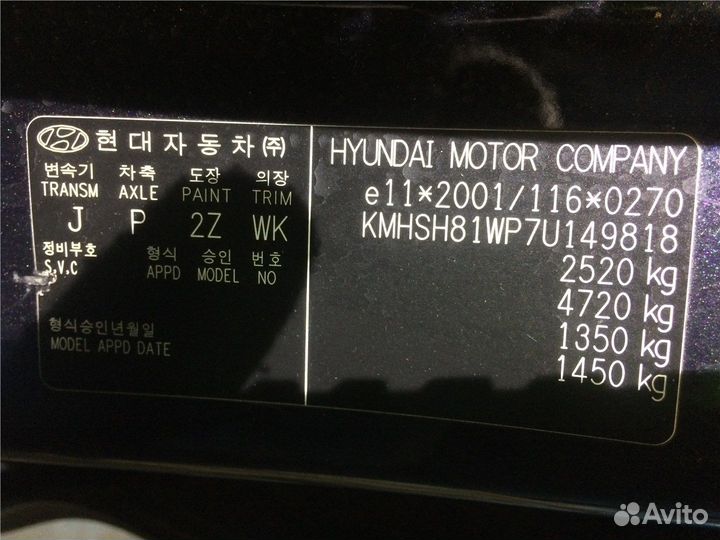 현대자동차㈜
변속기 차축 도장 의장
TRANSM AXLE PAINT TRIM
J P 2Z WK
정비부호 형식 승인 번호
S.V.C APPD MODEL NO
형식승인년월일
MODEL APPD DATE
HYUNDAI MOTOR COMPANY
e11*2001/116*0270
KMHSH81WP7U149818
2520 kg
4720 kg
1350 kg
1450 kg
Avito